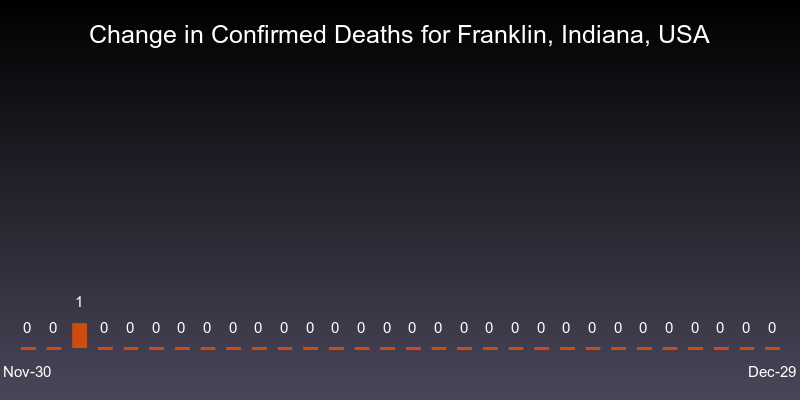 Change in Confirmed Deaths for Franklin, Indiana, USA
1
0 0 0 0 0 0 0 0 0 0 0 0 0 0 0 0 0 0 0 0 0 0 0 0 0 0 0 0 0
Nov-30 Dec-29